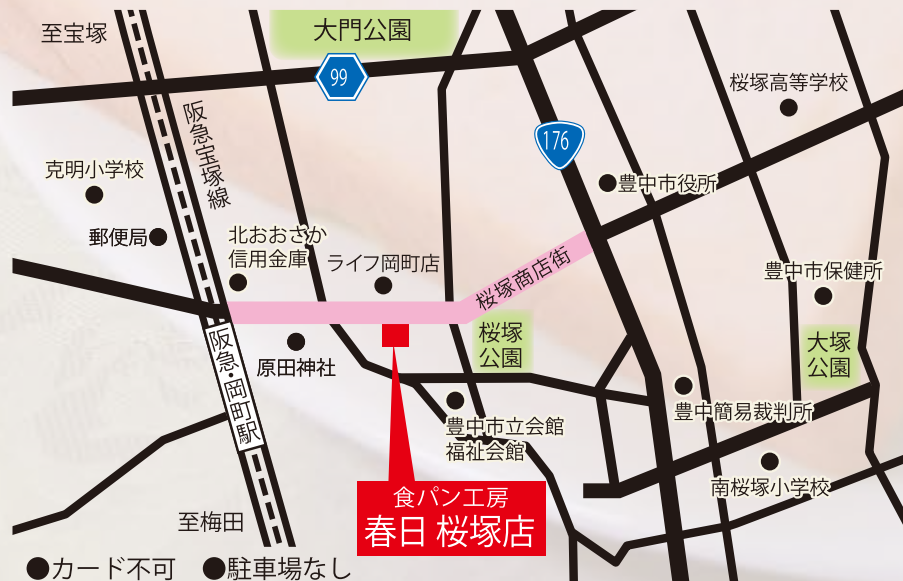 至宝塚
大門公園
99
桜塚高等学校
阪急宝塚線
176
克明小学校
豊中市役所
郵便局
北おおさか
信用金庫
ライフ岡町店
桜塚商店街
豊中市保健所
桜塚
公園
大塚
公園
阪急・岡町駅
原田神社
豊中簡易裁判所
豊中市立会館
福祉会館
南桜塚小学校
食パン工房
春日 桜塚店
至梅田
●カード不可 ●駐車場なし